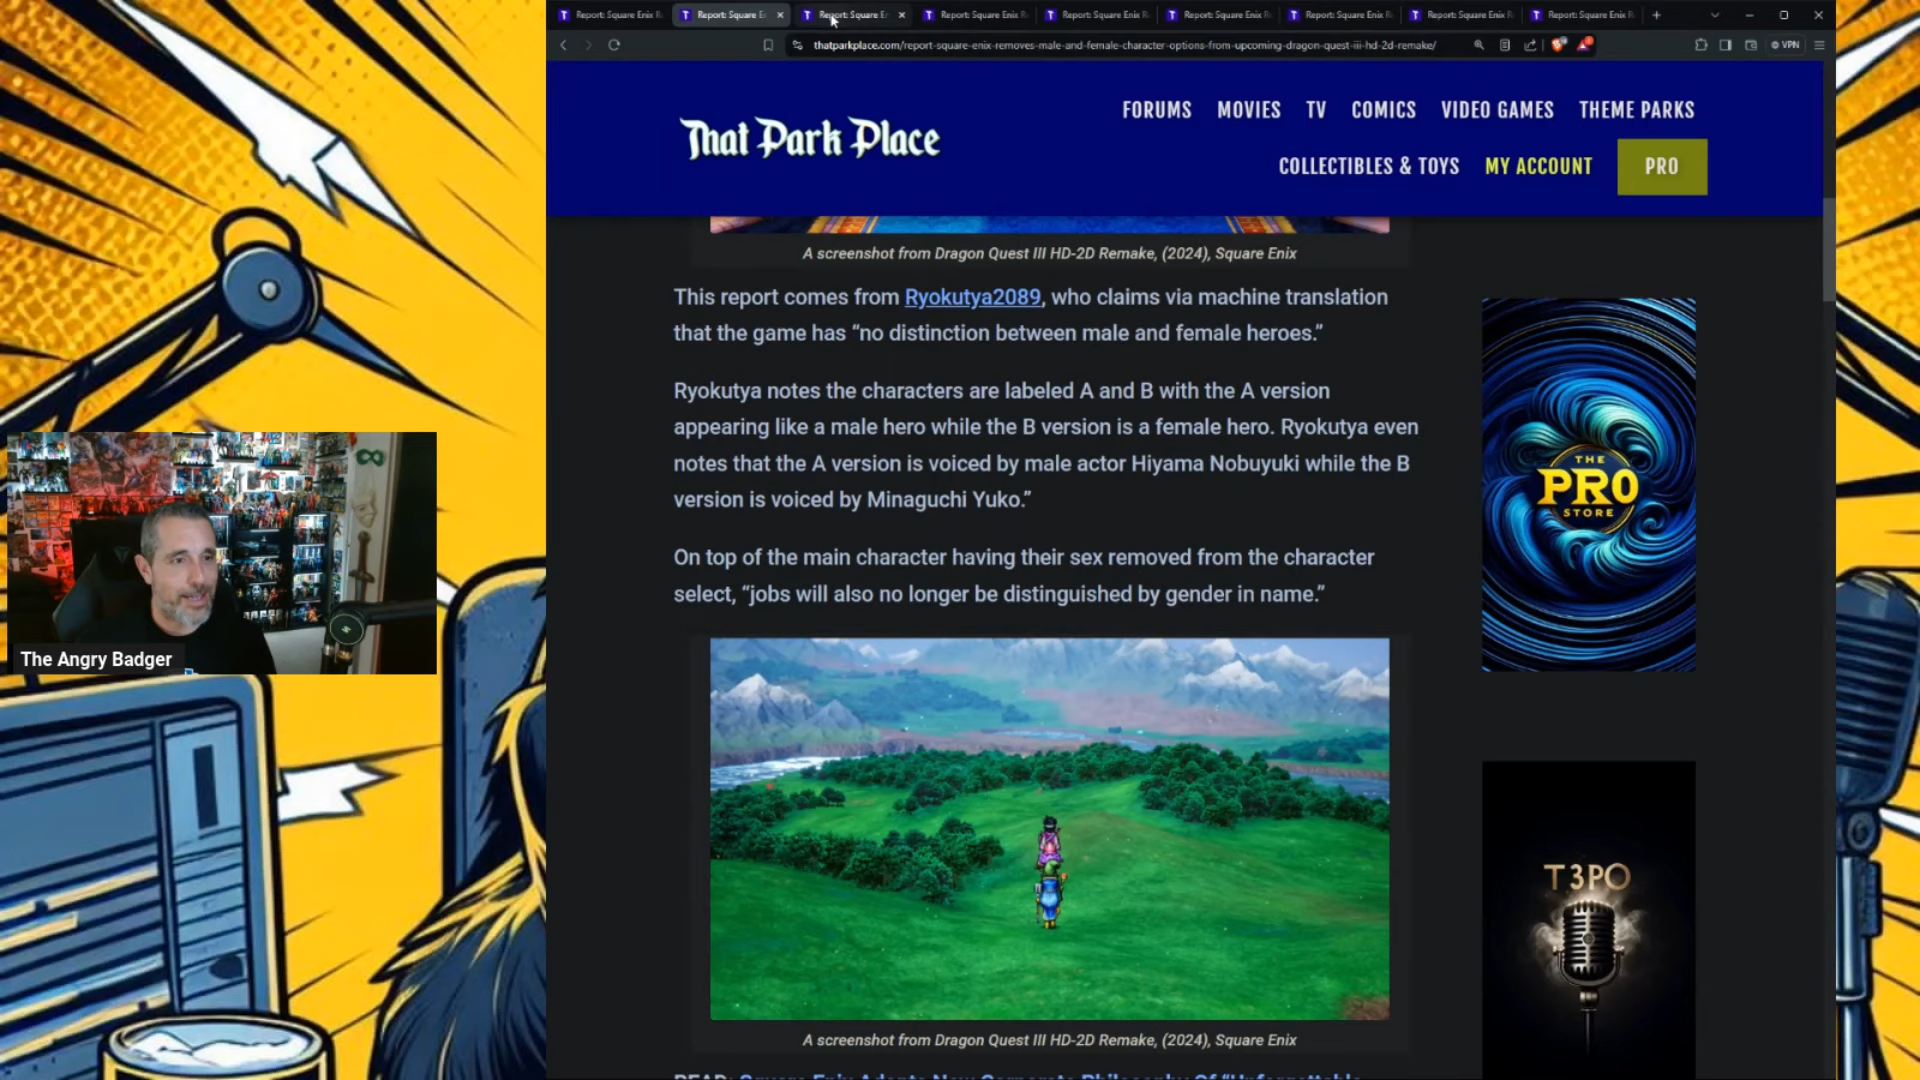 Report: Square Enix R
Report: Square E
Report: Square E
Report: Square Enix R
Report: Square Enix R
Report: Square Enix R
Report: Square Enix R
Report: Square Enix R
Report: Square Enix R
thatparkplace.com/report-square-enix-removes-male-and-female-character-options-from-upcoming-dragon-quest-iii-hd-2d-remake/
VPN
That Park Place
FORUMS MOVIES TV COMICS VIDEO GAMES THEME PARKS
COLLECTIBLES & TOYS MY ACCOUNT PRO
A screenshot from Dragon Quest III HD-2D Remake, (2024), Square Enix
This report comes from Ryokutya2089, who claims via machine translation
that the game has “no distinction between male and female heroes.”
Ryokutya notes the characters are labeled A and B with the A version
appearing like a male hero while the B version is a female hero. Ryokutya even
notes that the A version is voiced by male actor Hiyama Nobuyuki while the B
version is voiced by Minaguchi Yuko.”
On top of the main character having their sex removed from the character
select, “jobs will also no longer be distinguished by gender in name.”
A screenshot from Dragon Quest III HD-2D Remake, (2024), Square Enix
READ: Square Enix Adopts New Corporate Philosophy Of “Unforgettable
THE
PRO
STORE
T3PO
The Angry Badger